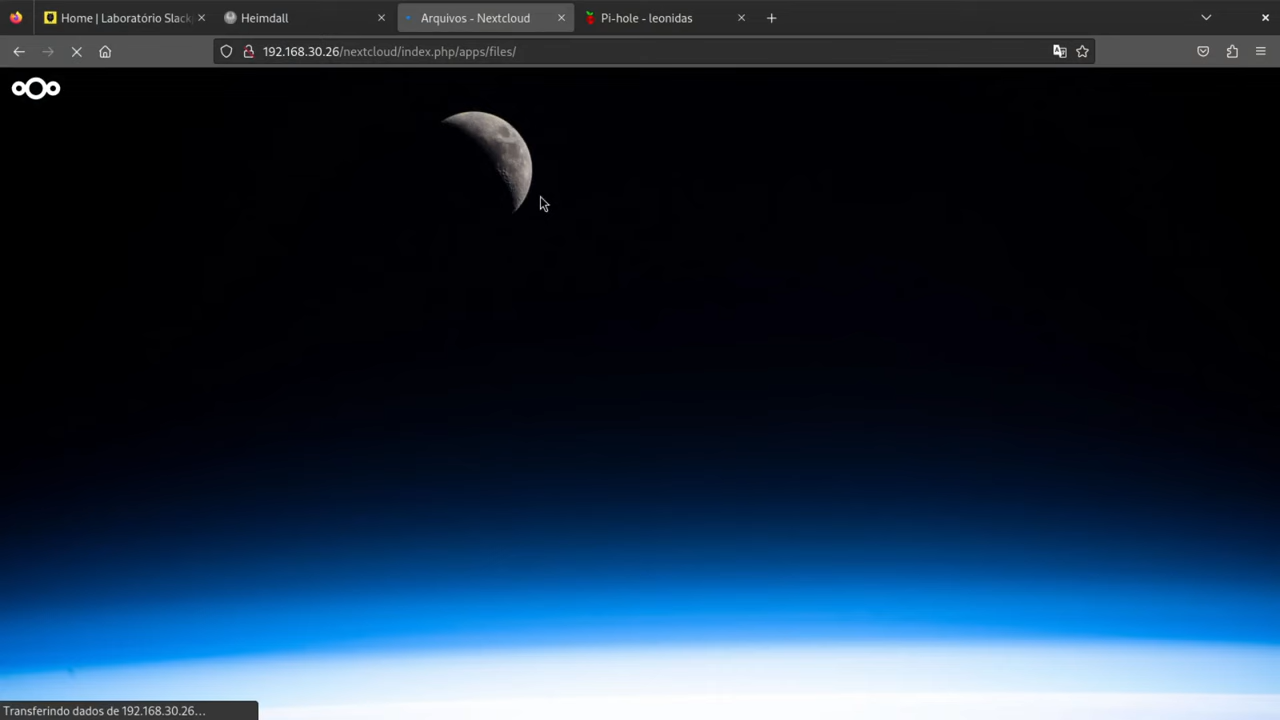 Home | Laboratório Slack
Heimdall
Arquivos - Nextcloud
Pi-hole - leonidas
192.168.30.26/nextcloud/index.php/apps/files/
Transferindo dados de 192.168.30.26...